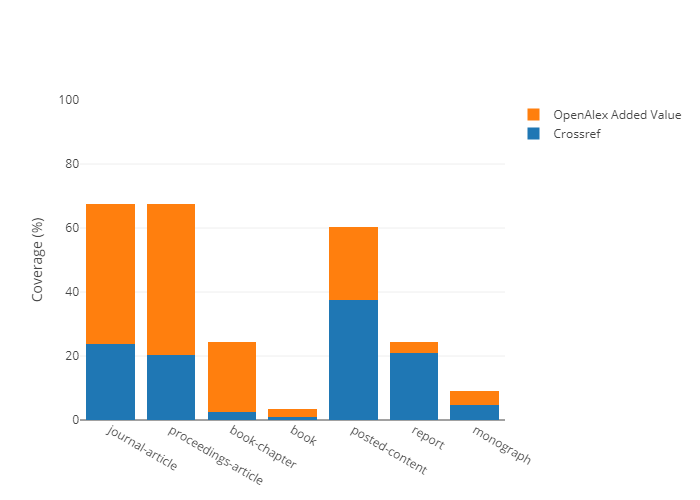 100
80
60
40
20
0
Coverage (%)
journal-article
proceedings-article
book-chapter
book
posted-content
report
monograph
OpenAlex Added Value
Crossref